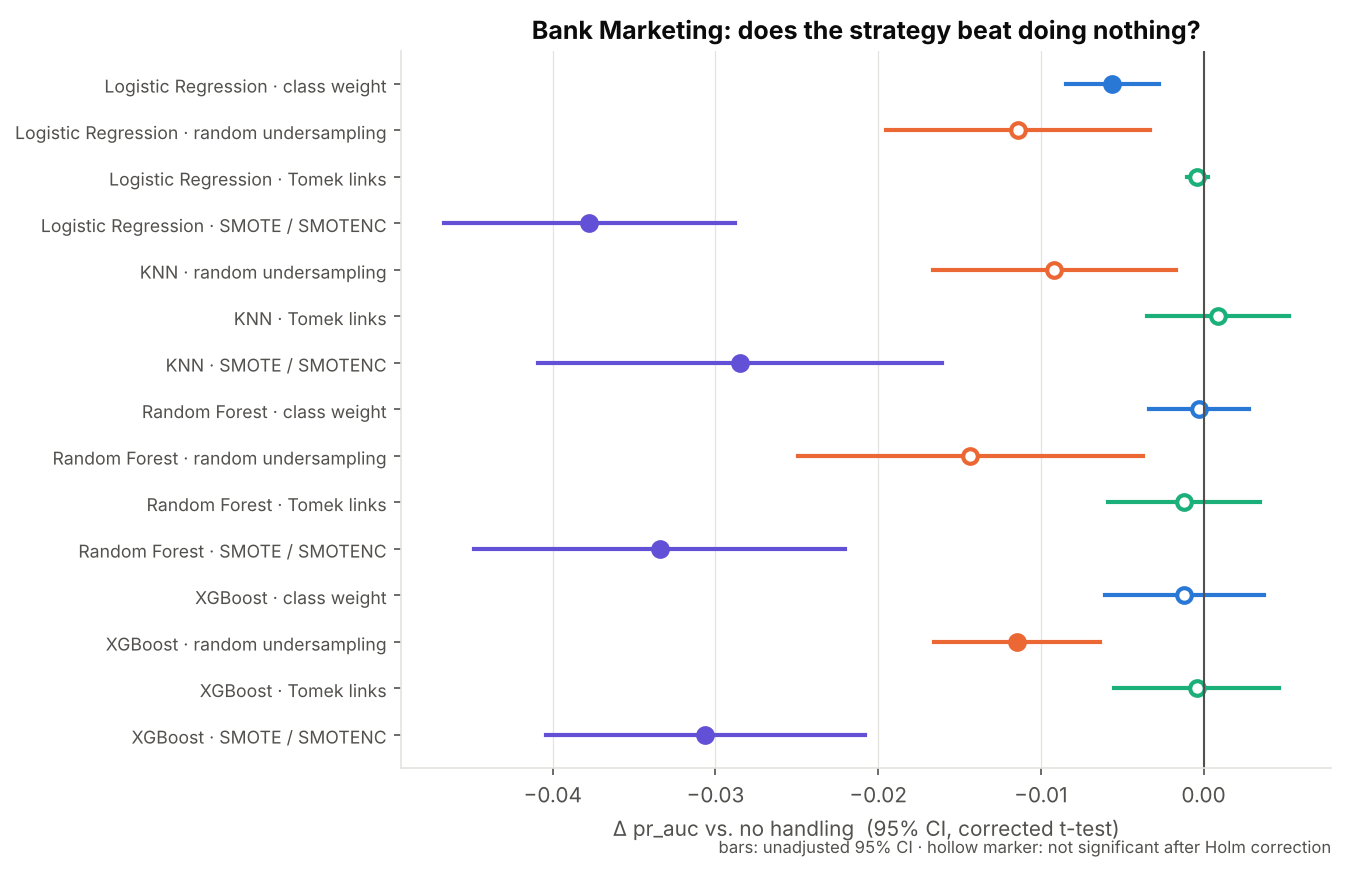 Bank Marketing: does the strategy beat doing nothing?
Logistic Regression · class weight
Logistic Regression · random undersampling
Logistic Regression · Tomek links
Logistic Regression · SMOTE / SMOTENC
KNN · random undersampling
KNN · Tomek links
KNN · SMOTE / SMOTENC
Random Forest · class weight
Random Forest · random undersampling
Random Forest · Tomek links
Random Forest · SMOTE / SMOTENC
XGBoost · class weight
XGBoost · random undersampling
XGBoost · Tomek links
XGBoost · SMOTE / SMOTENC
−0.04 −0.03 −0.02 −0.01 0.00
Δ pr_auc vs. no handling (95% CI, corrected t-test)
bars: unadjusted 95% CI · hollow marker: not significant after Holm correction